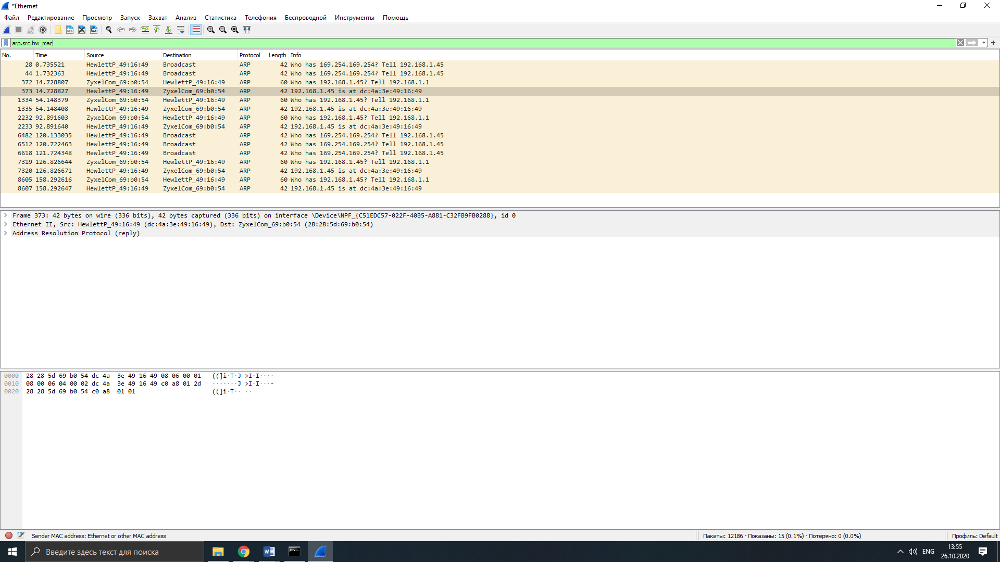 *Ethernet
Файл Редактирование Просмотр Запуск Захват Анализ Статистика Телефония Беспроводной Инструменты Помощь
arp.src.hw_mac
No. Time Source Destination Protocol Length Info
28 0.735521 HewlettP_49:16:49 Broadcast ARP 42 Who has 169.254.169.254? Tell 192.168.1.45
44 1.732363 HewlettP_49:16:49 Broadcast ARP 42 Who has 169.254.169.254? Tell 192.168.1.45
372 14.728807 ZyxelCom_69:b0:54 HewlettP_49:16:49 ARP 60 Who has 192.168.1.45? Tell 192.168.1.1
373 14.728827 HewlettP_49:16:49 ZyxelCom_69:b0:54 ARP 42 192.168.1.45 is at dc:4a:3e:49:16:49
1334 54.148379 ZyxelCom_69:b0:54 HewlettP_49:16:49 ARP 60 Who has 192.168.1.45? Tell 192.168.1.1
1335 54.148408 HewlettP_49:16:49 ZyxelCom_69:b0:54 ARP 42 192.168.1.45 is at dc:4a:3e:49:16:49
2232 92.891603 ZyxelCom_69:b0:54 HewlettP_49:16:49 ARP 60 Who has 192.168.1.45? Tell 192.168.1.1
2233 92.891640 HewlettP_49:16:49 ZyxelCom_69:b0:54 ARP 42 192.168.1.45 is at dc:4a:3e:49:16:49
6482 120.133035 HewlettP_49:16:49 Broadcast ARP 42 Who has 169.254.169.254? Tell 192.168.1.45
6512 120.722463 HewlettP_49:16:49 Broadcast ARP 42 Who has 169.254.169.254? Tell 192.168.1.45
6618 121.724348 HewlettP_49:16:49 Broadcast ARP 42 Who has 169.254.169.254? Tell 192.168.1.45
7319 126.826644 ZyxelCom_69:b0:54 HewlettP_49:16:49 ARP 60 Who has 192.168.1.45? Tell 192.168.1.1
7320 126.826671 HewlettP_49:16:49 ZyxelCom_69:b0:54 ARP 42 192.168.1.45 is at dc:4a:3e:49:16:49
8605 158.292616 ZyxelCom_69:b0:54 HewlettP_49:16:49 ARP 60 Who has 192.168.1.45? Tell 192.168.1.1
8607 158.292647 HewlettP_49:16:49 ZyxelCom_69:b0:54 ARP 42 192.168.1.45 is at dc:4a:3e:49:16:49
Frame 373: 42 bytes on wire (336 bits), 42 bytes captured (336 bits) on interface \Device\NPF_{C51EDC57-022F-40B5-A881-C32FB9FB0288}, id 0
Ethernet II, Src: HewlettP_49:16:49 (dc:4a:3e:49:16:49), Dst: ZyxelCom_69:b0:54 (28:28:5d:69:b0:54)
Address Resolution Protocol (reply)
0000 28 28 5d 69 b0 54 dc 4a 3e 49 16 49 08 06 00 01 ((]i·T·J >I·I····
0010 08 00 06 04 00 02 dc 4a 3e 49 16 49 c0 a8 01 2d ·······J >I·I···-
0020 28 28 5d 69 b0 54 c0 a8 01 01 ((]i·T·· ··
Sender MAC address: Ethernet or other MAC address
Пакеты: 12186 · Показаны: 15 (0.1%) · Потеряно: 0 (0.0%)
Профиль: Default
Введите здесь текст для поиска
ENG
13:55
26.10.2020